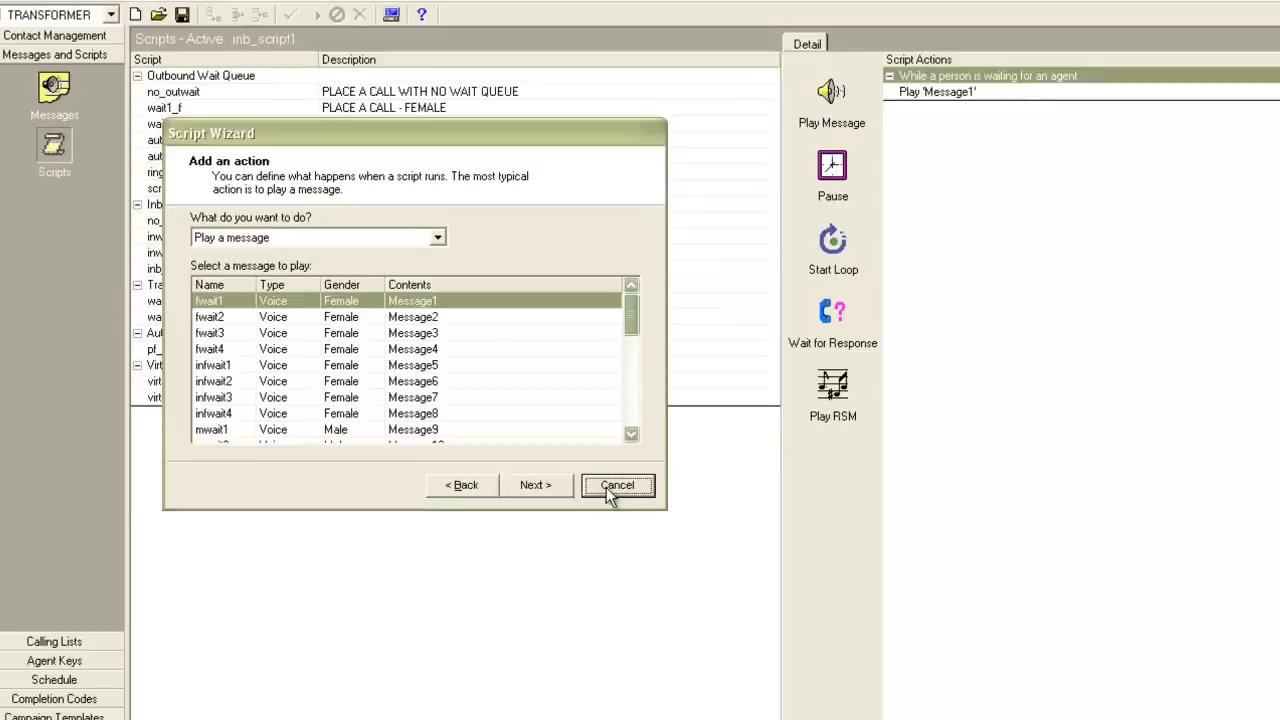 TRANSFORMER
Contact Management
Messages and Scripts
Messages
Scripts
Calling Lists
Agent Keys
Schedule
Completion Codes
Campaign Templates
Scripts - Active inb_script1
Script Description
Outbound Wait Queue
no_outwait PLACE A CALL WITH NO WAIT QUEUE
wait1_f PLACE A CALL - FEMALE
Script Wizard
Add an action
You can define what happens when a script runs. The most typical
action is to play a message.
What do you want to do?
Play a message
Select a message to play:
Name Type Gender Contents
fwait1 Voice Female Message1
fwait2 Voice Female Message2
fwait3 Voice Female Message3
fwait4 Voice Female Message4
infwait1 Voice Female Message5
infwait2 Voice Female Message6
infwait3 Voice Female Message7
infwait4 Voice Female Message8
mwait1 Voice Male Message9
< Back Next > Cancel
Detail
Play Message
Pause
Start Loop
Wait for Response
Play RSM
Script Actions
While a person is waiting for an agent
Play 'Message1'